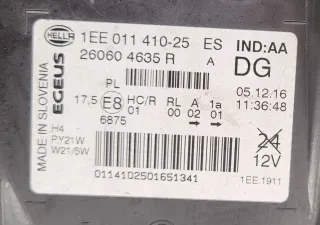 HELLA 1EE 011 410-25 ES IND:AA
26060 4635 R A DG
MADE IN SLOVENIA
EGEUS
PL
17,5 E8 HC/R RL A 1a
01 00 02 01
6875
05.12.16
11:36:48
H4
PY21W
W21/5W
24
12V
0114102501651341
1EE.1911